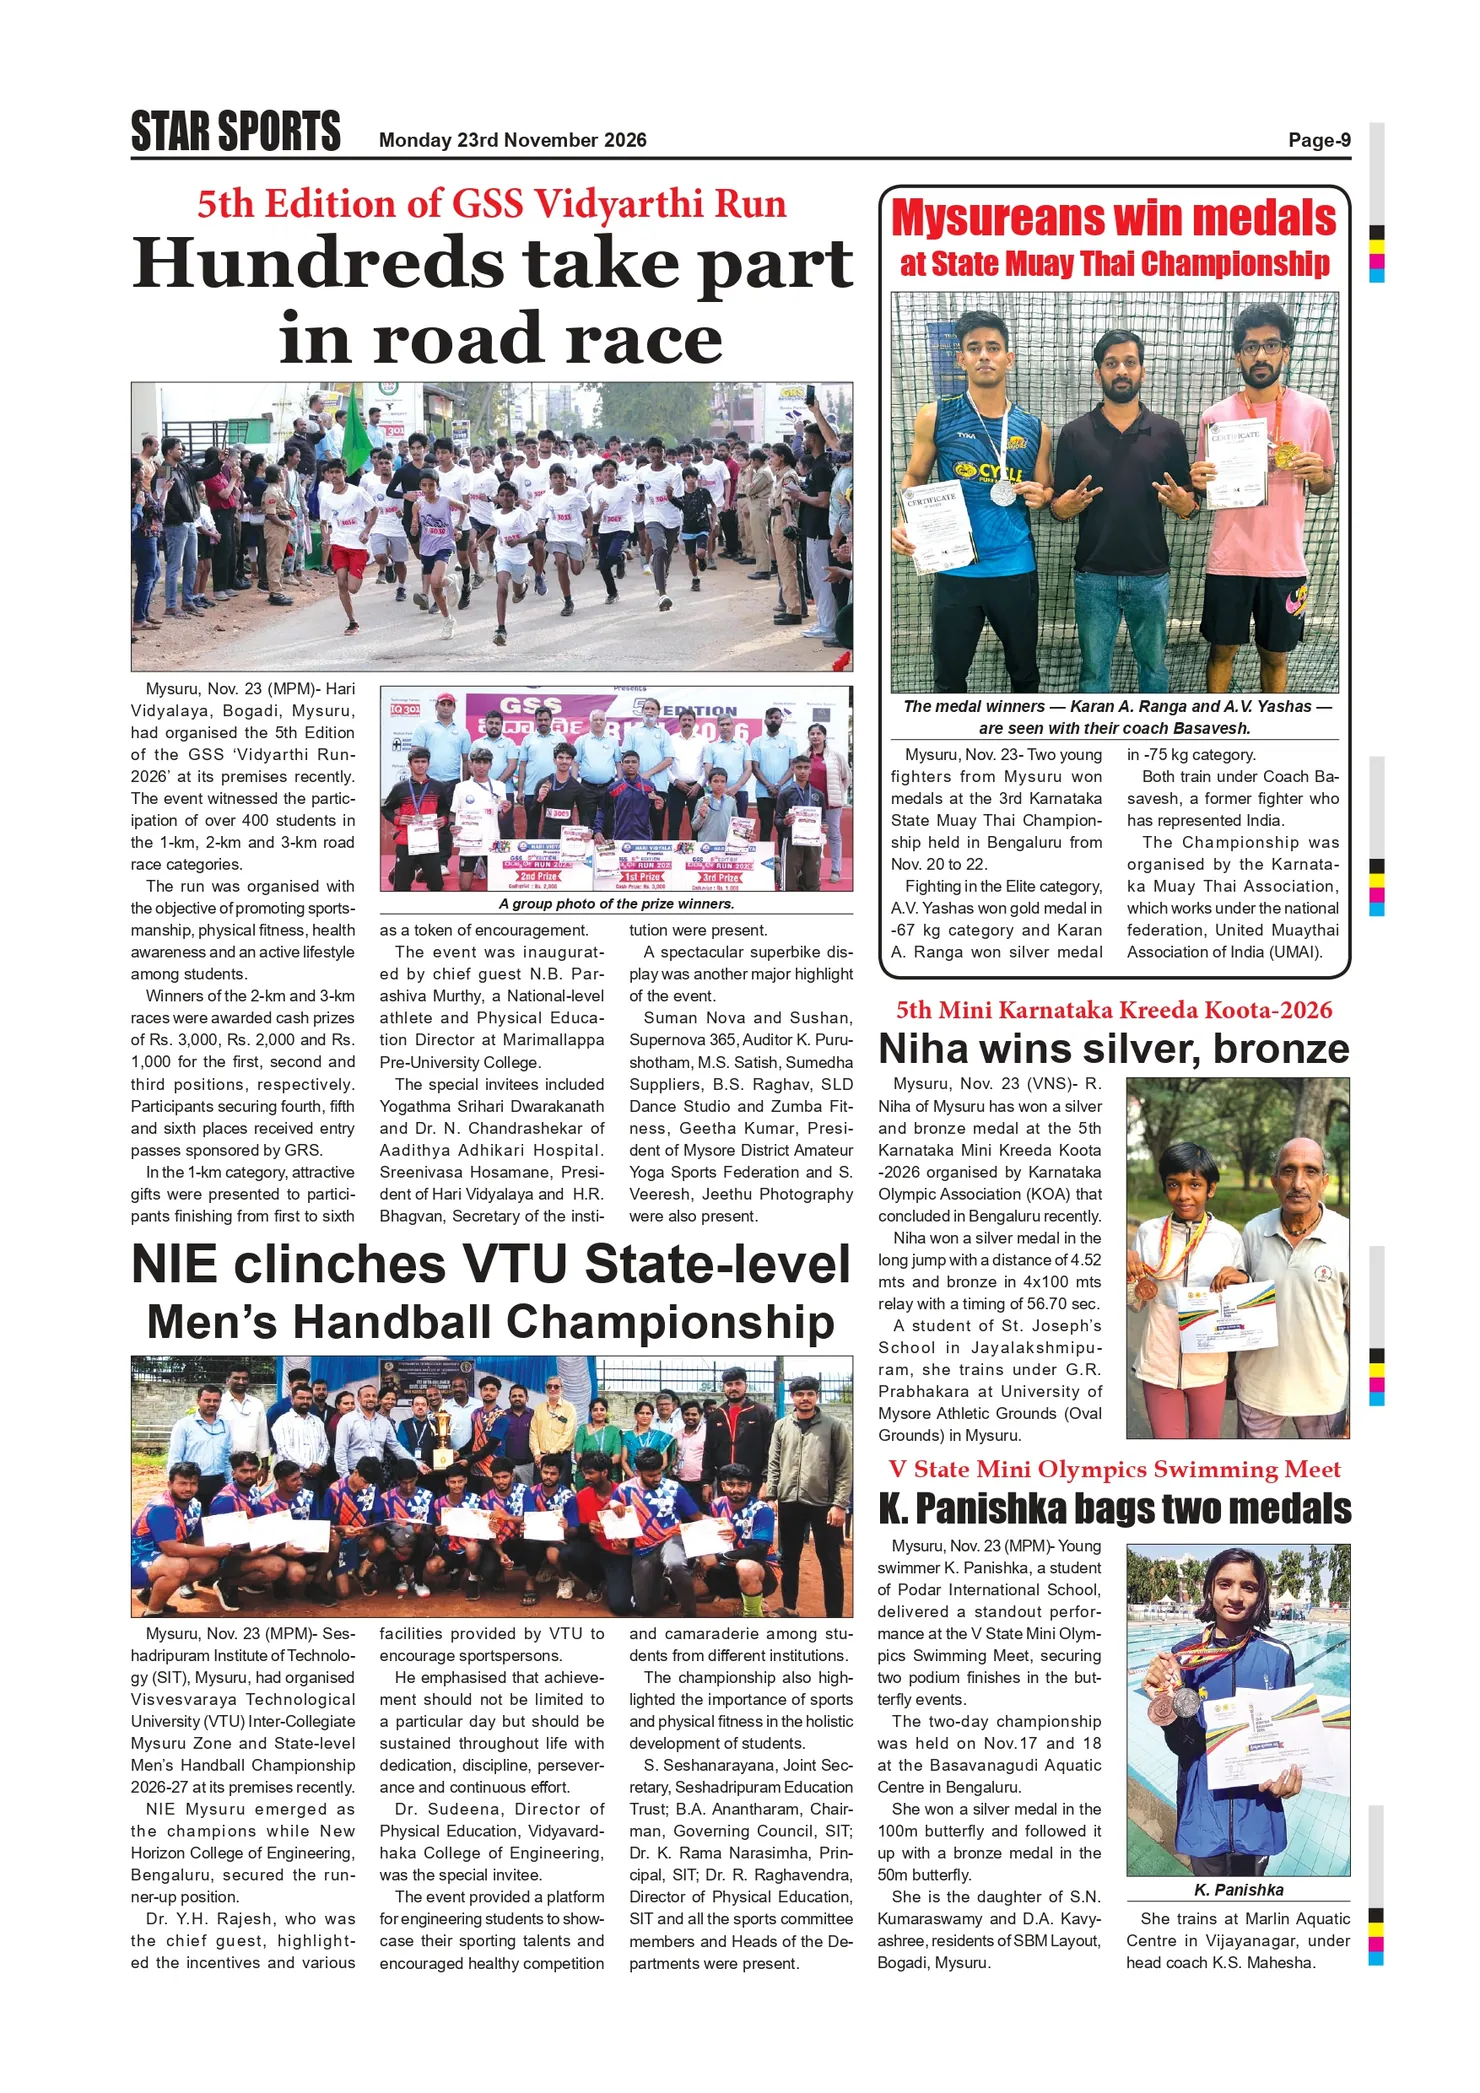 STAR SPORTS
Monday 23rd November 2026
Page-9
5th Edition of GSS Vidyarthi Run
Hundreds take part
in road race
Mysuru, Nov. 23 (MPM)- Hari
Vidyalaya, Bogadi, Mysuru,
had organised the 5th Edition
of the GSS ‘Vidyarthi Run-
2026’ at its premises recently.
The event witnessed the partic-
ipation of over 400 students in
the 1-km, 2-km and 3-km road
race categories.
The run was organised with
the objective of promoting sports-
manship, physical fitness, health
awareness and an active lifestyle
among students.
Winners of the 2-km and 3-km
races were awarded cash prizes
of Rs. 3,000, Rs. 2,000 and Rs.
1,000 for the first, second and
third positions, respectively.
Participants securing fourth, fifth
and sixth places received entry
passes sponsored by GRS.
In the 1-km category, attractive
gifts were presented to partici-
pants finishing from first to sixth
GSS
EDITION
IQ 301
3069
2nd Prize
1st Prize
3rd Prize
A group photo of the prize winners.
as a token of encouragement.
The event was inaugurat-
ed by chief guest N.B. Par-
ashiva Murthy, a National-level
athlete and Physical Educa-
tion Director at Marimallappa
Pre-University College.
The special invitees included
Yogathma Srihari Dwarakanath
and Dr. N. Chandrashekar of
Aadithya Adhikari Hospital.
Sreenivasa Hosamane, Presi-
dent of Hari Vidyalaya and H.R.
Bhagvan, Secretary of the insti-
tution were present.
A spectacular superbike dis-
play was another major highlight
of the event.
Suman Nova and Sushan,
Supernova 365, Auditor K. Puru-
shotham, M.S. Satish, Sumedha
Suppliers, B.S. Raghav, SLD
Dance Studio and Zumba Fit-
ness, Geetha Kumar, Presi-
dent of Mysore District Amateur
Yoga Sports Federation and S.
Veeresh, Jeethu Photography
were also present.
NIE clinches VTU State-level
Men’s Handball Championship
Mysuru, Nov. 23 (MPM)- Ses-
hadripuram Institute of Technolo-
gy (SIT), Mysuru, had organised
Visvesvaraya Technological
University (VTU) Inter-Collegiate
Mysuru Zone and State-level
Men’s Handball Championship
2026-27 at its premises recently.
NIE Mysuru emerged as
the champions while New
Horizon College of Engineering,
Bengaluru, secured the run-
ner-up position.
Dr. Y.H. Rajesh, who was
the chief guest, highlight-
ed the incentives and various
facilities provided by VTU to
encourage sportspersons.
He emphasised that achieve-
ment should not be limited to
a particular day but should be
sustained throughout life with
dedication, discipline, persever-
ance and continuous effort.
Dr. Sudeena, Director of
Physical Education, Vidyavard-
haka College of Engineering,
was the special invitee.
The event provided a platform
for engineering students to show-
case their sporting talents and
encouraged healthy competition
and camaraderie among stu-
dents from different institutions.
The championship also high-
lighted the importance of sports
and physical fitness in the holistic
development of students.
S. Seshanarayana, Joint Sec-
retary, Seshadripuram Education
Trust; B.A. Anantharam, Chair-
man, Governing Council, SIT;
Dr. K. Rama Narasimha, Prin-
cipal, SIT; Dr. R. Raghavendra,
Director of Physical Education,
SIT and all the sports committee
members and Heads of the De-
partments were present.
Mysureans win medals
at State Muay Thai Championship
TYKA
CYCLE
CERTIFICATE
CERTIFICATE
The medal winners — Karan A. Ranga and A.V. Yashas —
are seen with their coach Basavesh.
Mysuru, Nov. 23- Two young
fighters from Mysuru won
medals at the 3rd Karnataka
State Muay Thai Champion-
ship held in Bengaluru from
Nov. 20 to 22.
Fighting in the Elite category,
A.V. Yashas won gold medal in
-67 kg category and Karan
A. Ranga won silver medal
in -75 kg category.
Both train under Coach Ba-
savesh, a former fighter who
has represented India.
The Championship was
organised by the Karnata-
ka Muay Thai Association,
which works under the national
federation, United Muaythai
Association of India (UMAI).
5th Mini Karnataka Kreeda Koota-2026
Niha wins silver, bronze
Mysuru, Nov. 23 (VNS)- R.
Niha of Mysuru has won a silver
and bronze medal at the 5th
Karnataka Mini Kreeda Koota
-2026 organised by Karnataka
Olympic Association (KOA) that
concluded in Bengaluru recently.
Niha won a silver medal in the
long jump with a distance of 4.52
mts and bronze in 4x100 mts
relay with a timing of 56.70 sec.
A student of St. Joseph’s
School in Jayalakshmipu-
ram, she trains under G.R.
Prabhakara at University of
Mysore Athletic Grounds (Oval
Grounds) in Mysuru.
V State Mini Olympics Swimming Meet
K. Panishka bags two medals
Mysuru, Nov. 23 (MPM)- Young
swimmer K. Panishka, a student
of Podar International School,
delivered a standout perfor-
mance at the V State Mini Olym-
pics Swimming Meet, securing
two podium finishes in the but-
terfly events.
The two-day championship
was held on Nov.17 and 18
at the Basavanagudi Aquatic
Centre in Bengaluru.
She won a silver medal in the
100m butterfly and followed it
up with a bronze medal in the
50m butterfly.
She is the daughter of S.N.
Kumaraswamy and D.A. Kavy-
ashree, residents of SBM Layout,
Bogadi, Mysuru.
K. Panishka
She trains at Marlin Aquatic
Centre in Vijayanagar, under
head coach K.S. Mahesha.